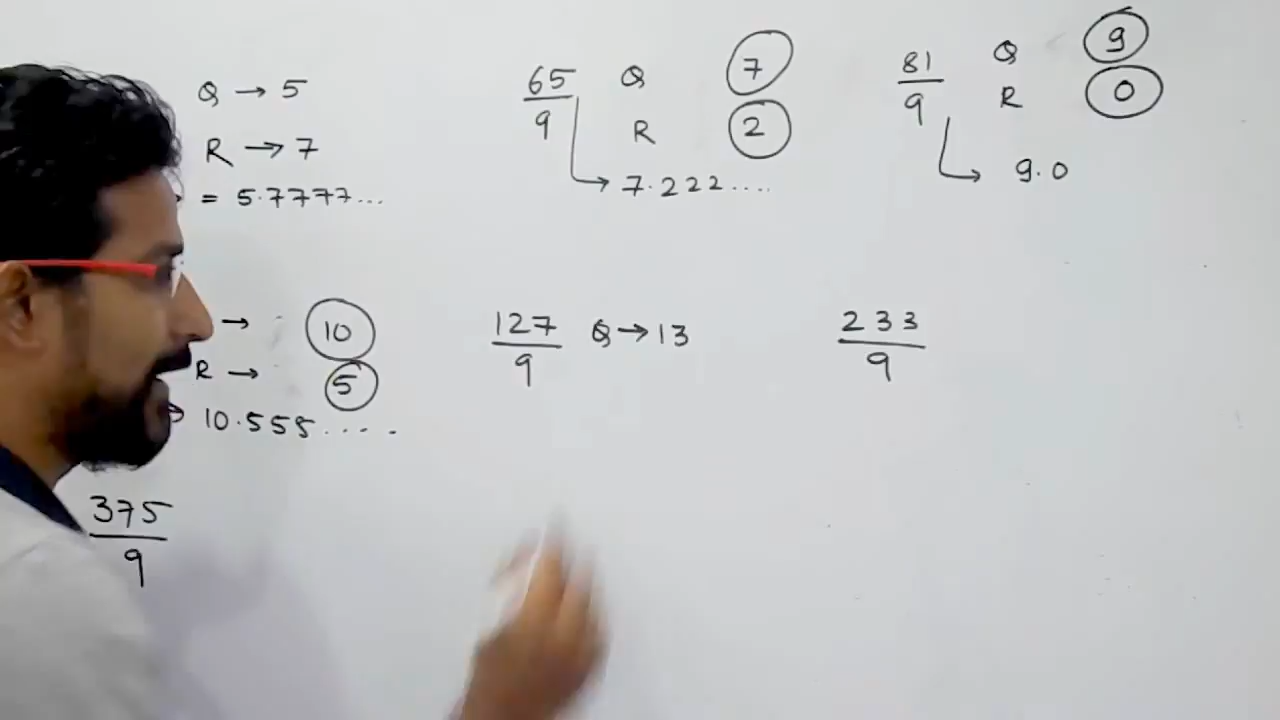 Q → 5
R → 7
= 5.7777...
65/9 Q 7
R 2
7.222....
81/9 Q 9
R 0
9.0
→ 10
R → 5
10.555.....
127/9 Q → 13
233/9
375/9